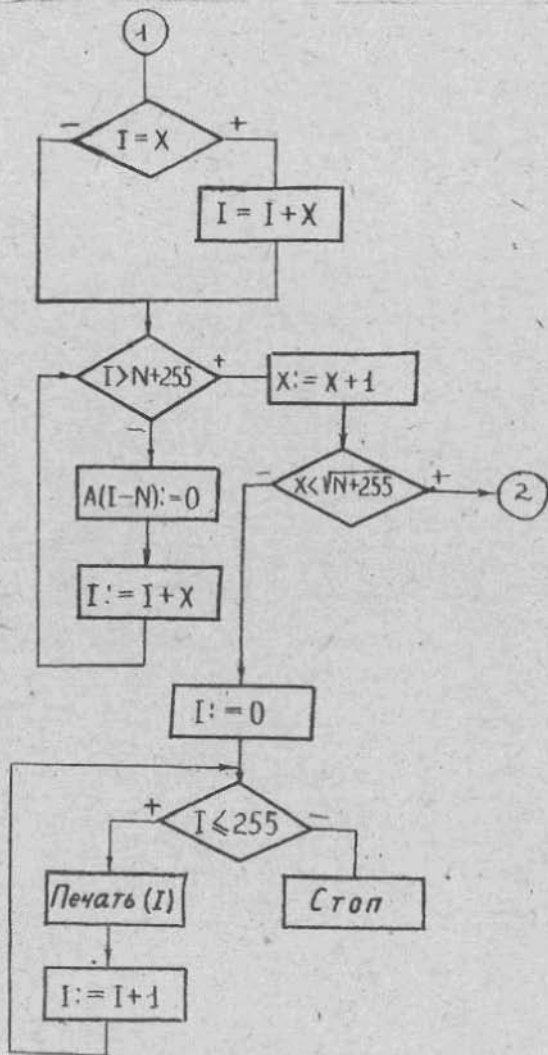 1
I = X
−
+
I = I+X
I>N+255
+
−
X:= X+1
A(I−N):=0
X<√N+255
−
+
2
I:= I+X
I:=0
I⩽255
+
−
Печать (I)
Стоп
I:= I+1